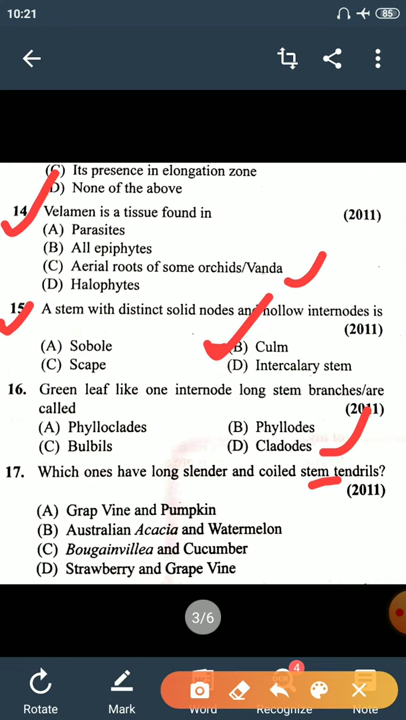 10:21
85
(C) Its presence in elongation zone
D) None of the above
14. Velamen is a tissue found in (2011)
(A) Parasites
(B) All epiphytes
(C) Aerial roots of some orchids/Vanda
(D) Halophytes
15. A stem with distinct solid nodes and hollow internodes is (2011)
(A) Sobole (B) Culm
(C) Scape (D) Intercalary stem
16. Green leaf like one internode long stem branches/are called (2011)
(A) Phylloclades (B) Phyllodes
(C) Bulbils (D) Cladodes
17. Which ones have long slender and coiled stem tendrils? (2011)
(A) Grap Vine and Pumpkin
(B) Australian Acacia and Watermelon
(C) Bougainvillea and Cucumber
(D) Strawberry and Grape Vine
3/6
4
Rotate Mark Word Recognize Note